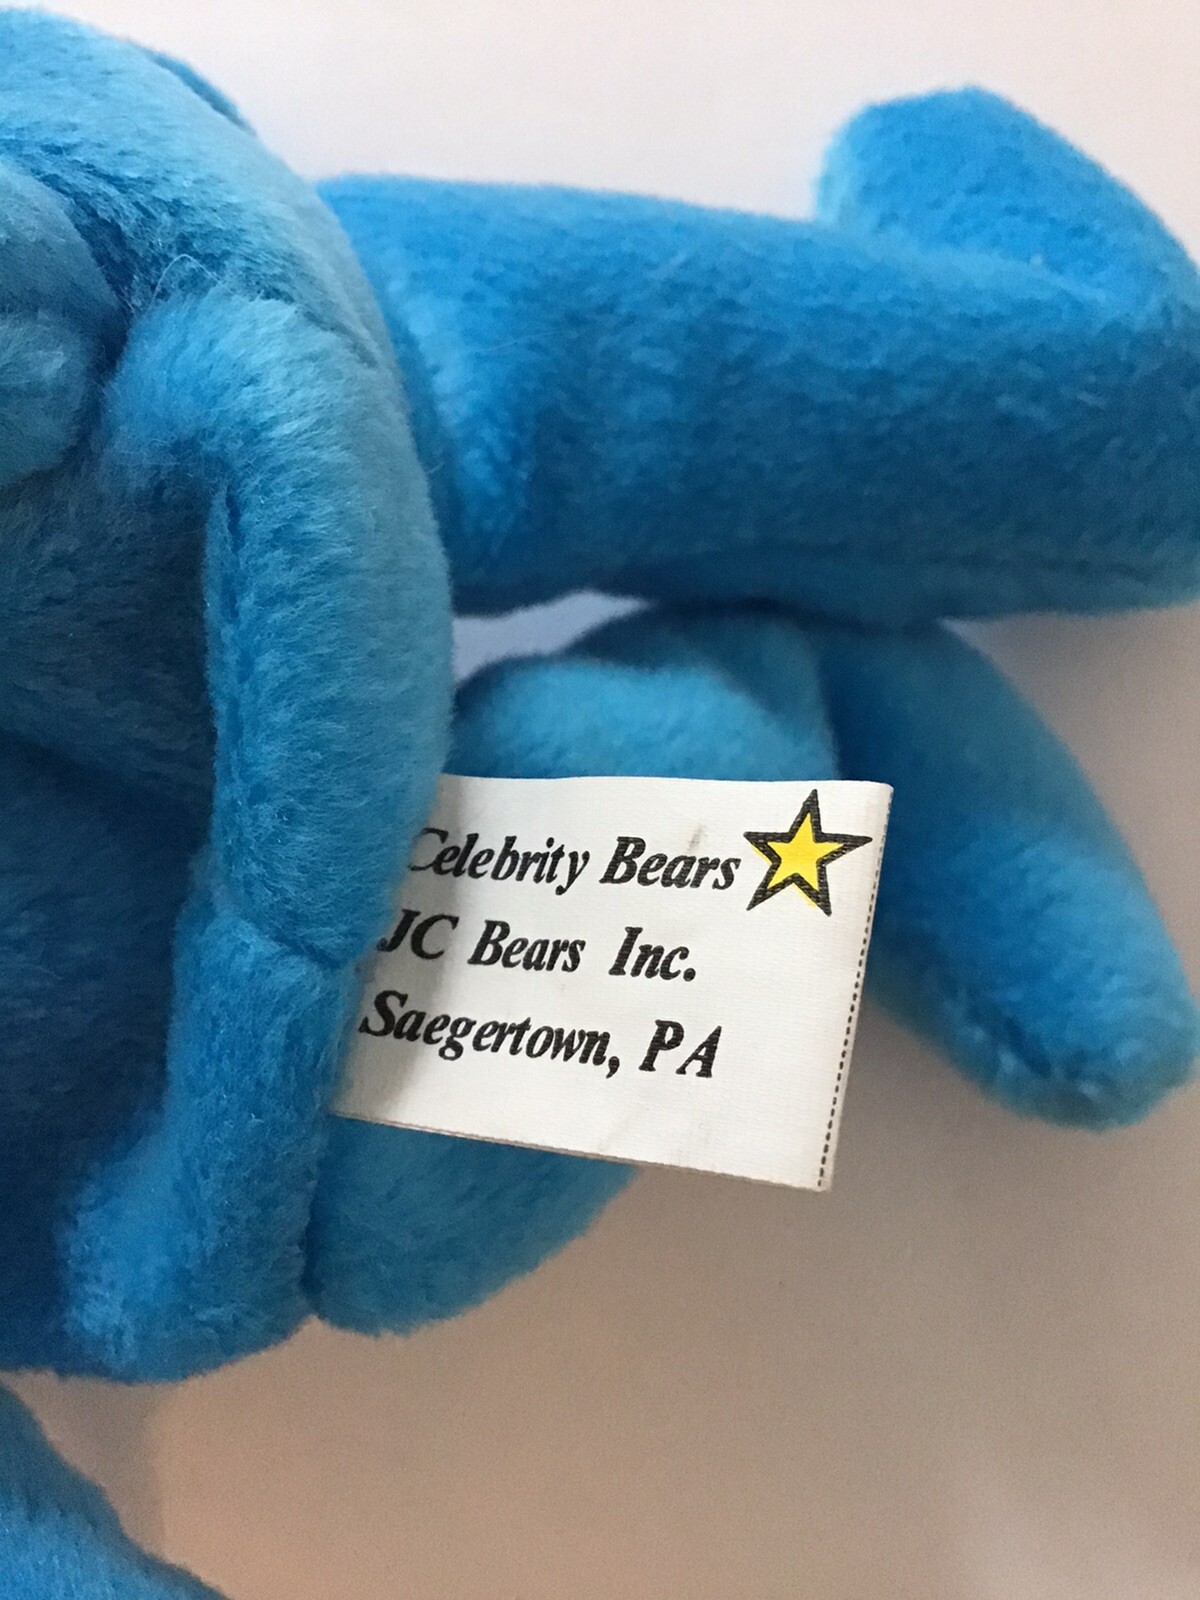 Celebrity Bears
JC Bears Inc.
Saegertown, PA